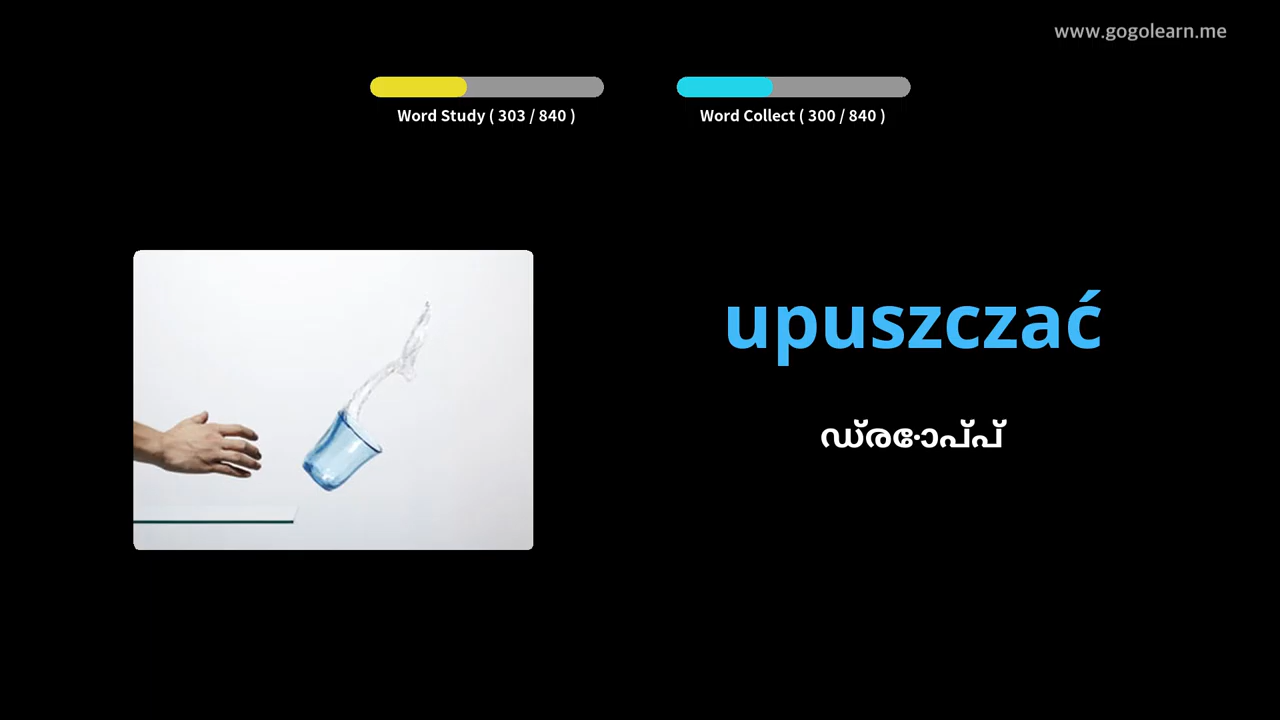 www.gogolearn.me
Word Study ( 303 / 840 )
Word Collect ( 300 / 840 )
upuszczać
ഡ്രോപ്പ്